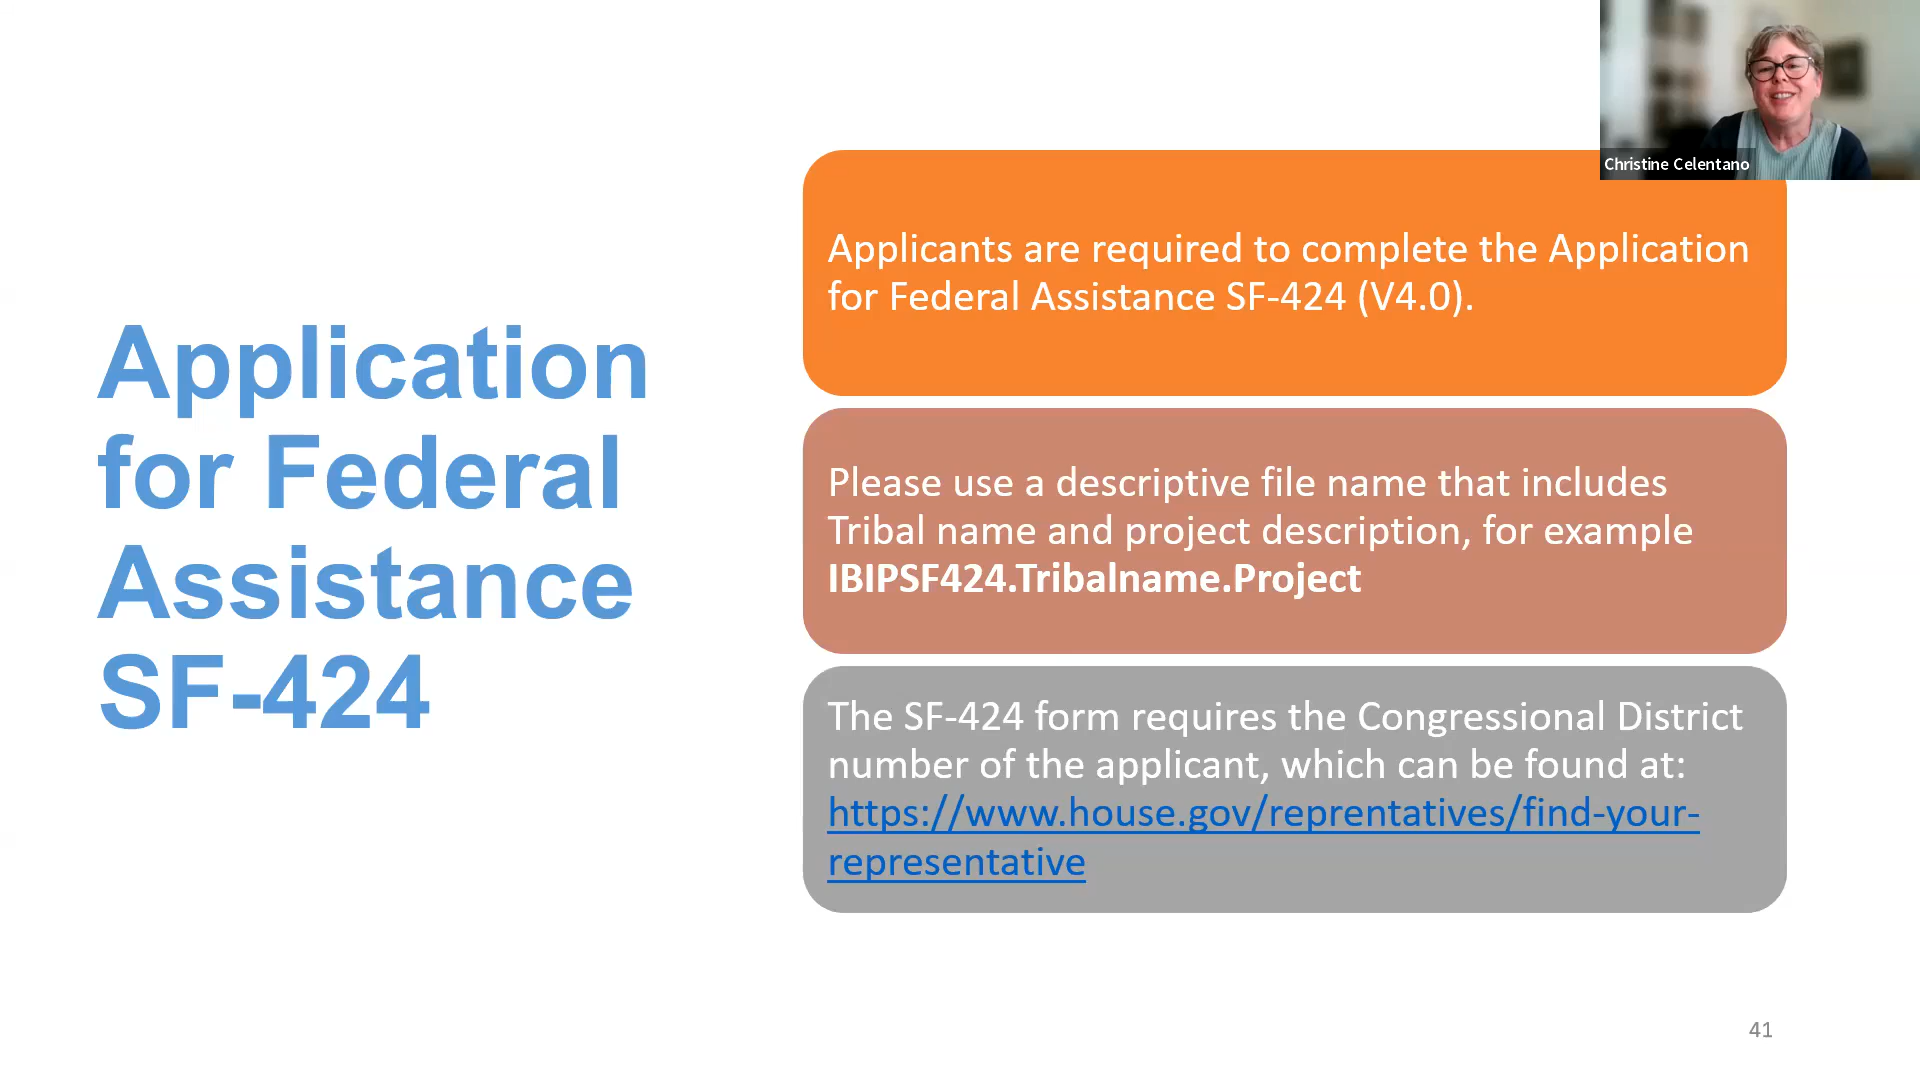 Christine Celentano
Application
for Federal
Assistance
SF-424
Applicants are required to complete the Application
for Federal Assistance SF-424 (V4.0).
Please use a descriptive file name that includes
Tribal name and project description, for example
IBIPSF424.Tribalname.Project
The SF-424 form requires the Congressional District
number of the applicant, which can be found at:
https://www.house.gov/reprentatives/find-your-
representative
41